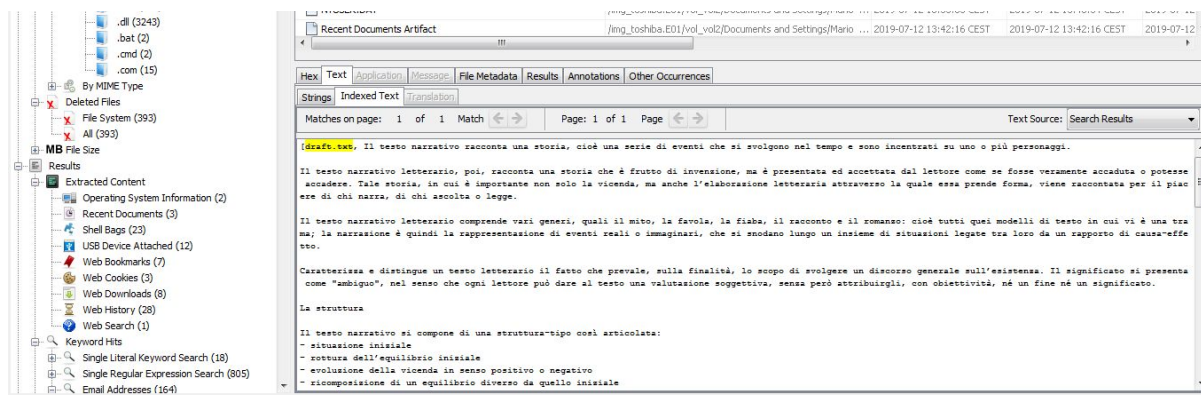 .dll (3243)
.bat (2)
.cmd (2)
.com (15)
By MIME Type
Deleted Files
File System (393)
All (393)
MB File Size
Results
Extracted Content
Operating System Information (2)
Recent Documents (3)
Shell Bags (23)
USB Device Attached (12)
Web Bookmarks (7)
Web Cookies (3)
Web Downloads (8)
Web History (28)
Web Search (1)
Keyword Hits
Single Literal Keyword Search (18)
Single Regular Expression Search (805)
Email Addresses (164)
Recent Documents Artifact /img_toshiba.E01/vol_vol2/Documents and Settings/Mario ... 2019-07-12 13:42:16 CEST 2019-07-12 13:42:16 CEST 2019-07-12
Hex Text Application Message File Metadata Results Annotations Other Occurrences
Strings Indexed Text Translation
Matches on page: 1 of 1 Match Page: 1 of 1 Page Text Source: Search Results
[draft.txt, Il testo narrativo racconta una storia, cioè una serie di eventi che si svolgono nel tempo e sono incentrati su uno o più personaggi.
Il testo narrativo letterario, poi, racconta una storia che è frutto di invenzione, ma è presentata ed accettata dal lettore come se fosse veramente accaduta o potesse
accadere. Tale storia, in cui è importante non solo la vicenda, ma anche l'elaborazione letteraria attraverso la quale essa prende forma, viene raccontata per il piac
ere di chi narra, di chi ascolta o legge.
Il testo narrativo letterario comprende vari generi, quali il mito, la favola, la fiaba, il racconto e il romanzo: cioè tutti quei modelli di testo in cui vi è una tra
ma; la narrazione è quindi la rappresentazione di eventi reali o immaginari, che si snodano lungo un insieme di situazioni legate tra loro da un rapporto di causa-effe
tto.
Caratterizza e distingue un testo letterario il fatto che prevale, sulla finalità, lo scopo di svolgere un discorso generale sull'esistenza. Il significato si presenta
come "ambiguo", nel senso che ogni lettore può dare al testo una valutazione soggettiva, senza però attribuirgli, con obiettività, né un fine né un significato.
La struttura
Il testo narrativo si compone di una struttura-tipo così articolata:
- situazione iniziale
- rottura dell'equilibrio iniziale
- evoluzione della vicenda in senso positivo o negativo
- ricomposizione di un equilibrio diverso da quello iniziale